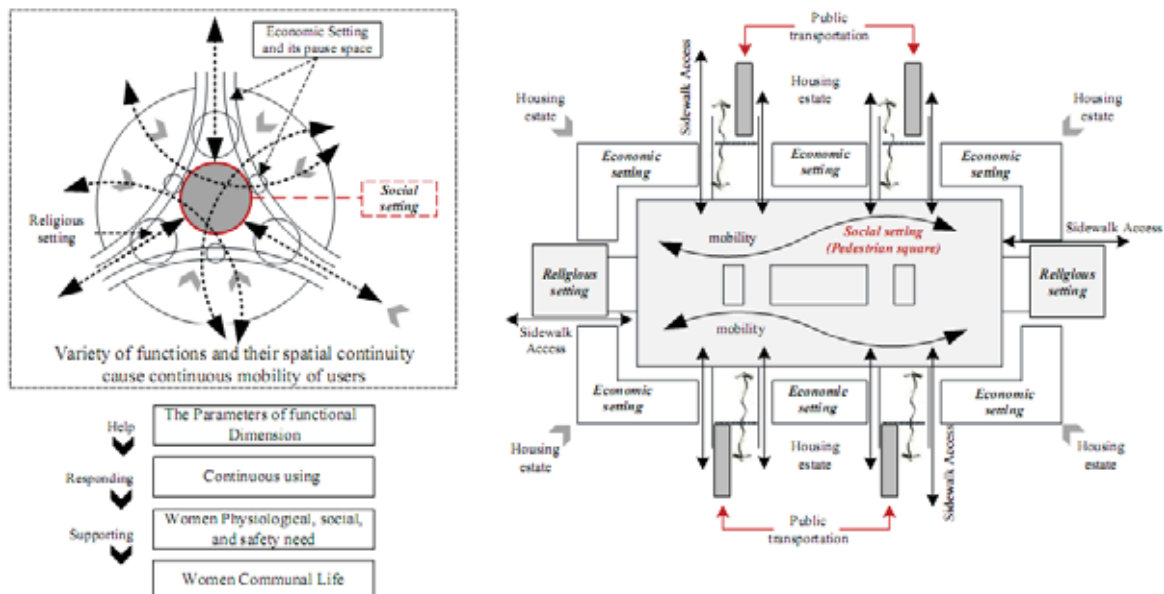 Economic Setting
and its pause space
Social
setting
Religious
setting
Variety of functions and their spatial continuity
cause continuous mobility of users
The Parameters of functional
Dimension
Help
Continuous using
Responding
Women Physiological, social,
and safety need
Supporting
Women Communal Life
Public
transportation
Sidewalk Access
Housing
estate
Housing
estate
Housing
estate
Economic
setting
Economic
setting
Economic
setting
mobility
Social setting
(Pedestrian square)
Sidewalk Access
Religious
setting
Religious
setting
mobility
Sidewalk
Access
Economic
setting
Economic
setting
Economic
setting
Housing
estate
Housing
estate
Housing
estate
Sidewalk Access
Public
transportation